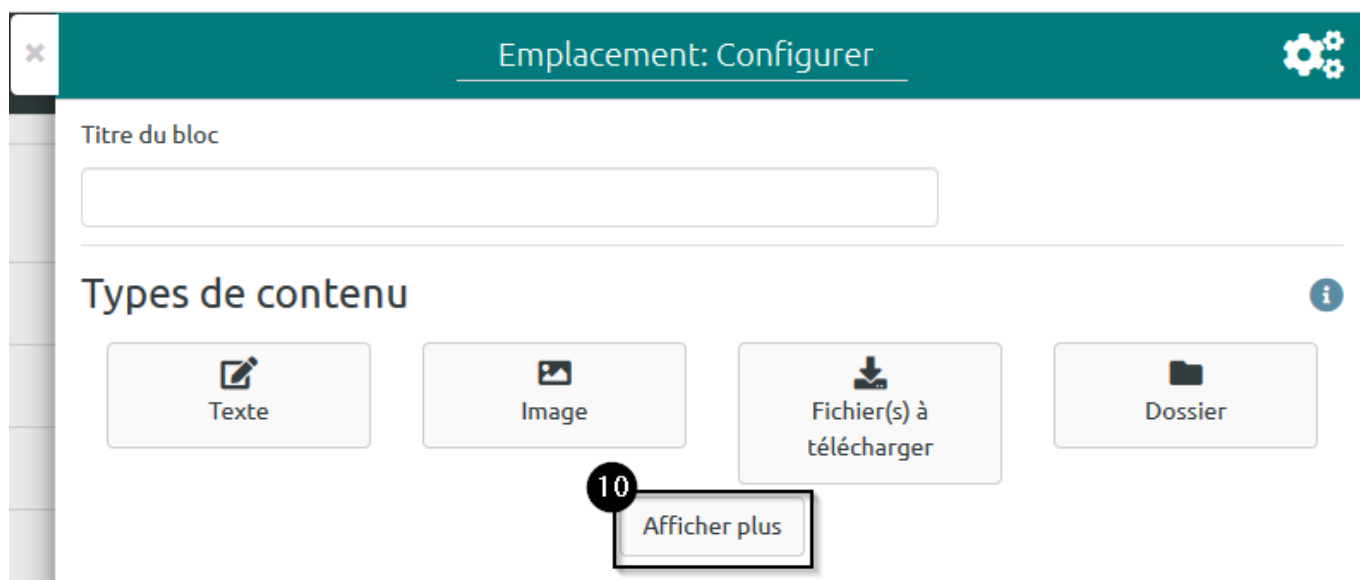 Emplacement: Configurer
Titre du bloc
Types de contenu
Texte
Image
Fichier(s) à
télécharger
Dossier
10
Afficher plus